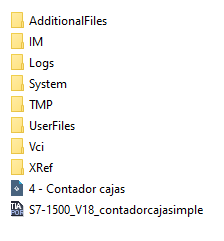 AdditionalFiles
IM
Logs
System
TMP
UserFiles
Vci
XRef
4 - Contador cajas
S7-1500_V18_contadorcajasimple